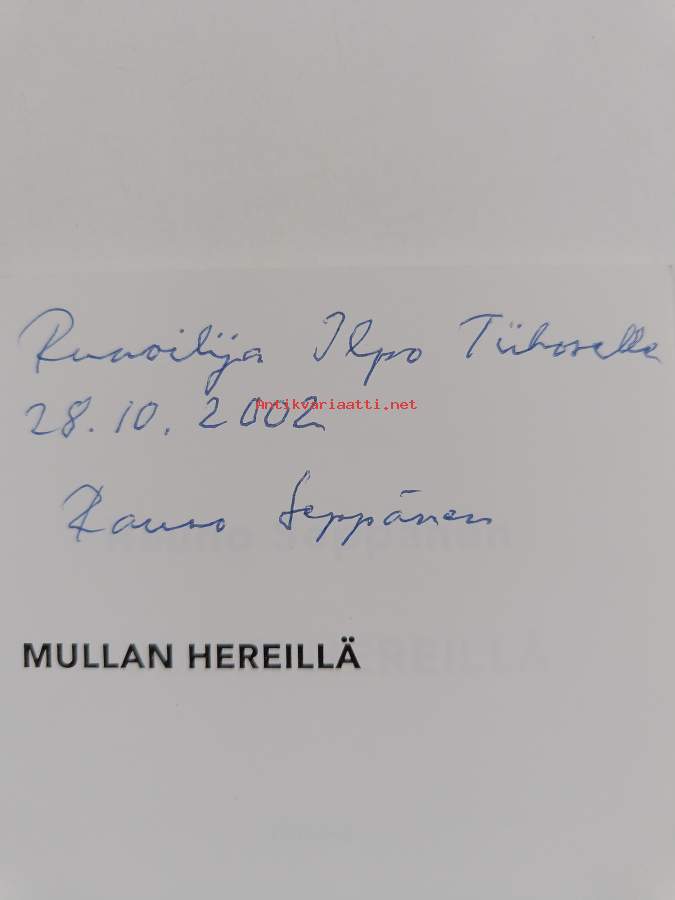 Runoilija Ilpo Tiihoselle
28.10.2002
Antikvariaatti.net
Rauno Seppänen
MULLAN HEREILLÄ